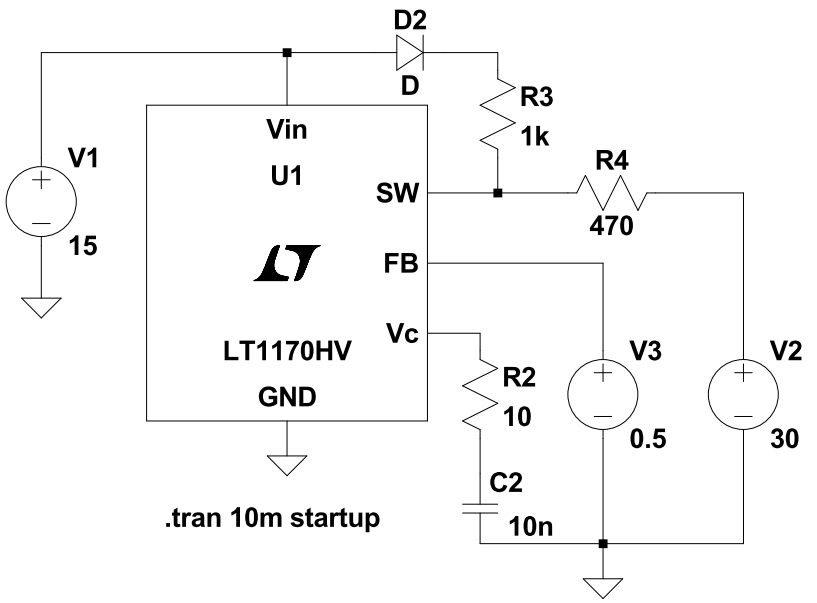 D2
D
R3
1k
Vin
V1
15
U1
SW
R4
470
FB
Vc
LT1170HV
GND
R2
10
V3
0.5
V2
30
C2
10n
.tran 10m startup